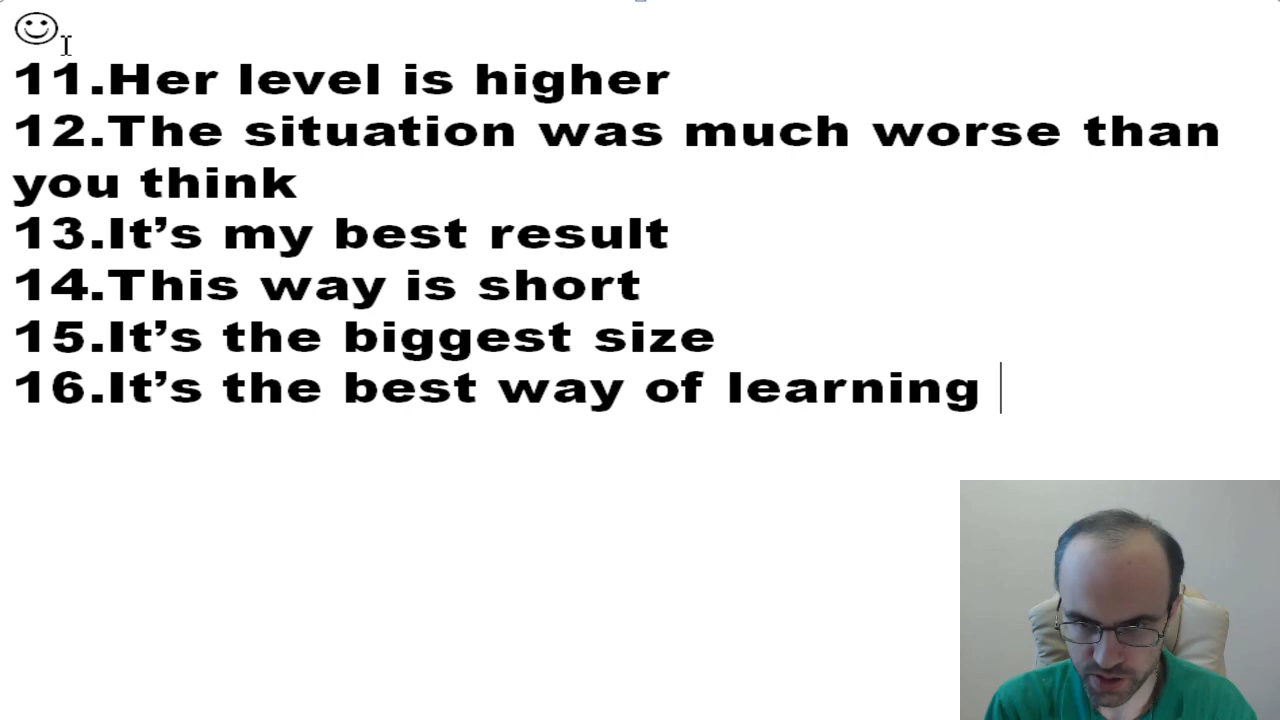 11.Her level is higher
12.The situation was much worse than
you think
13.It’s my best result
14.This way is short
15.It’s the biggest size
16.It’s the best way of learning